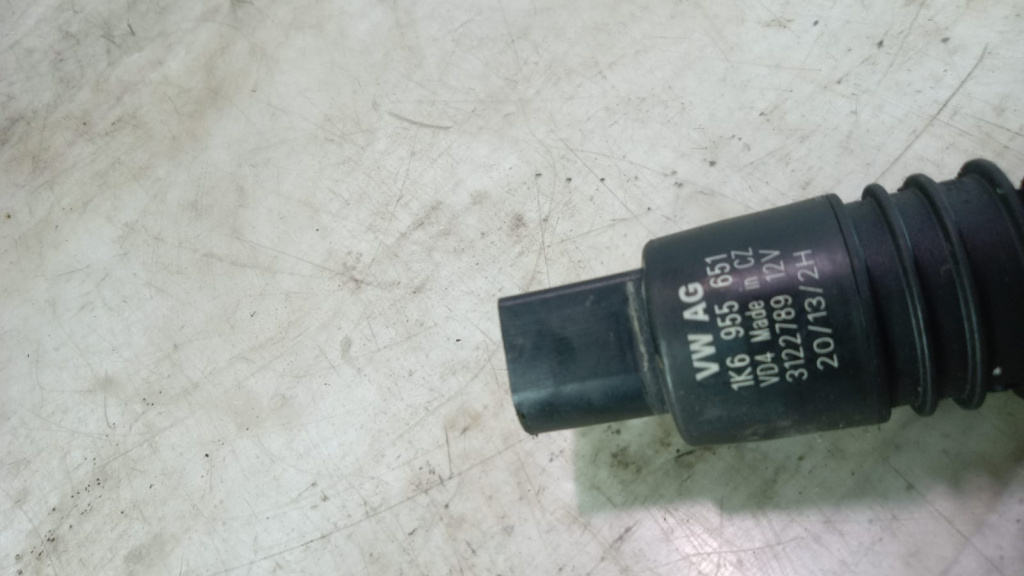 VW AG
1K6 955 651
VD4 Made in CZ
3122789 12V
20/13/2H